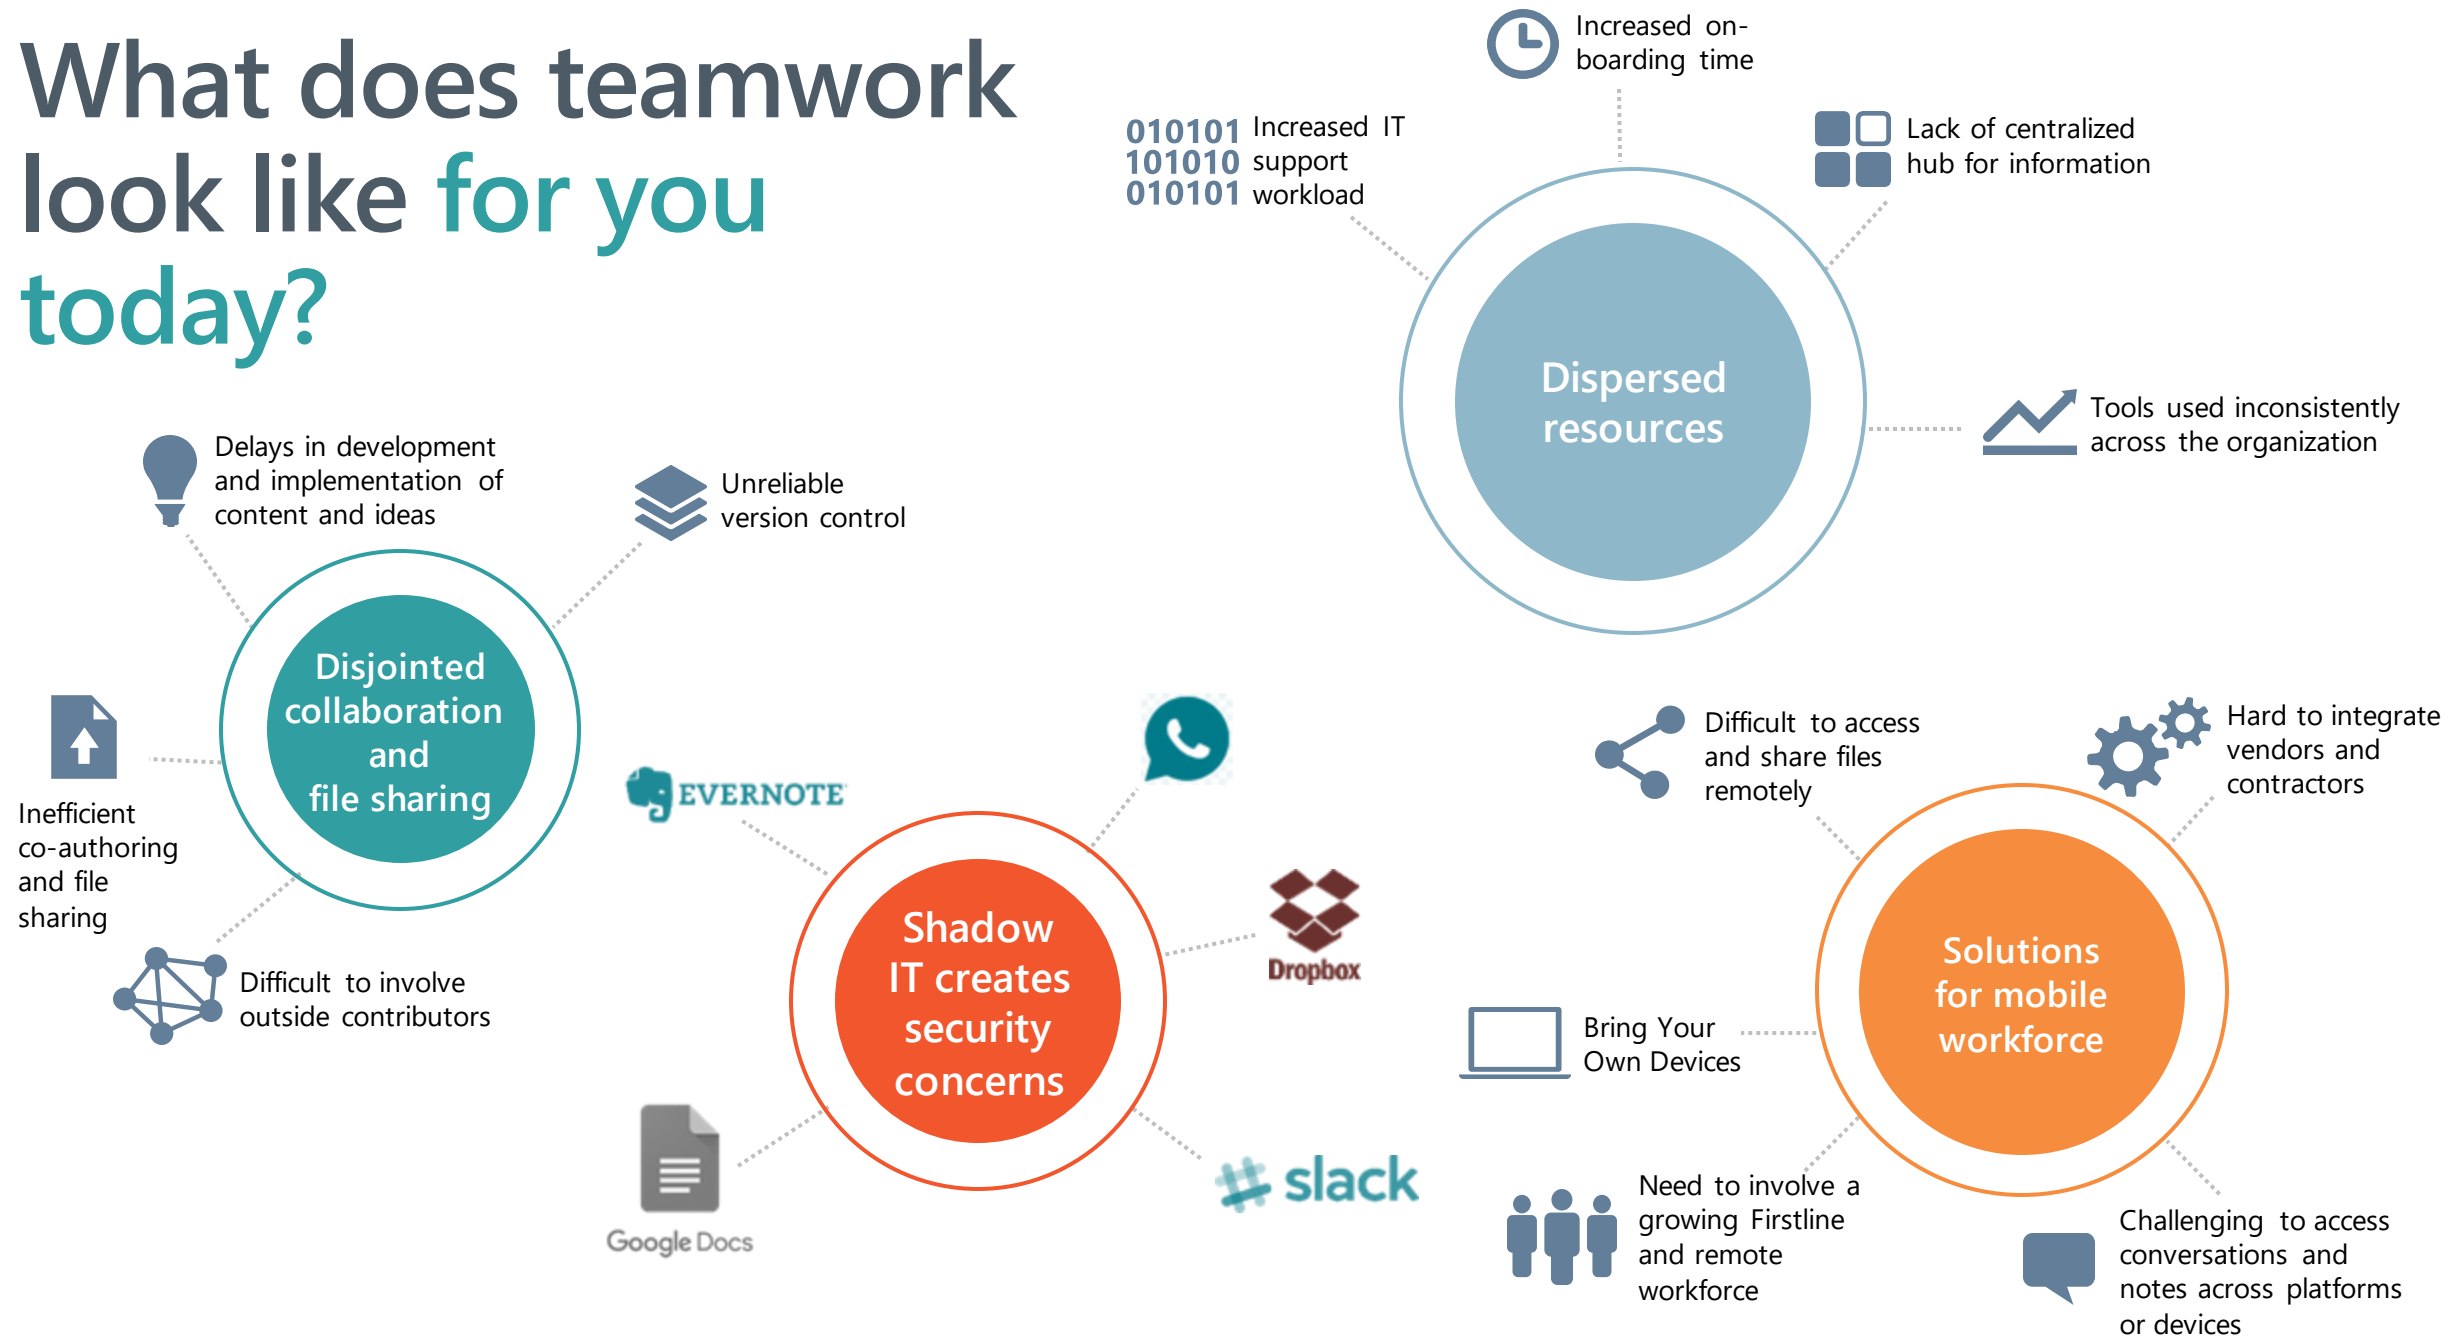 What does teamwork
look like for you
today?
Increased on-
boarding time
010101
101010
010101
Increased IT
support
workload
Lack of centralized
hub for information
Dispersed
resources
Tools used inconsistently
across the organization
Delays in development
and implementation of
content and ideas
Unreliable
version control
Disjointed
collaboration
and
file sharing
Inefficient
co-authoring
and file
sharing
Difficult to involve
outside contributors
EVERNOTE
Dropbox
Shadow
IT creates
security
concerns
Google Docs
slack
Difficult to access
and share files
remotely
Hard to integrate
vendors and
contractors
Solutions
for mobile
workforce
Bring Your
Own Devices
Need to involve a
growing Firstline
and remote
workforce
Challenging to access
conversations and
notes across platforms
or devices